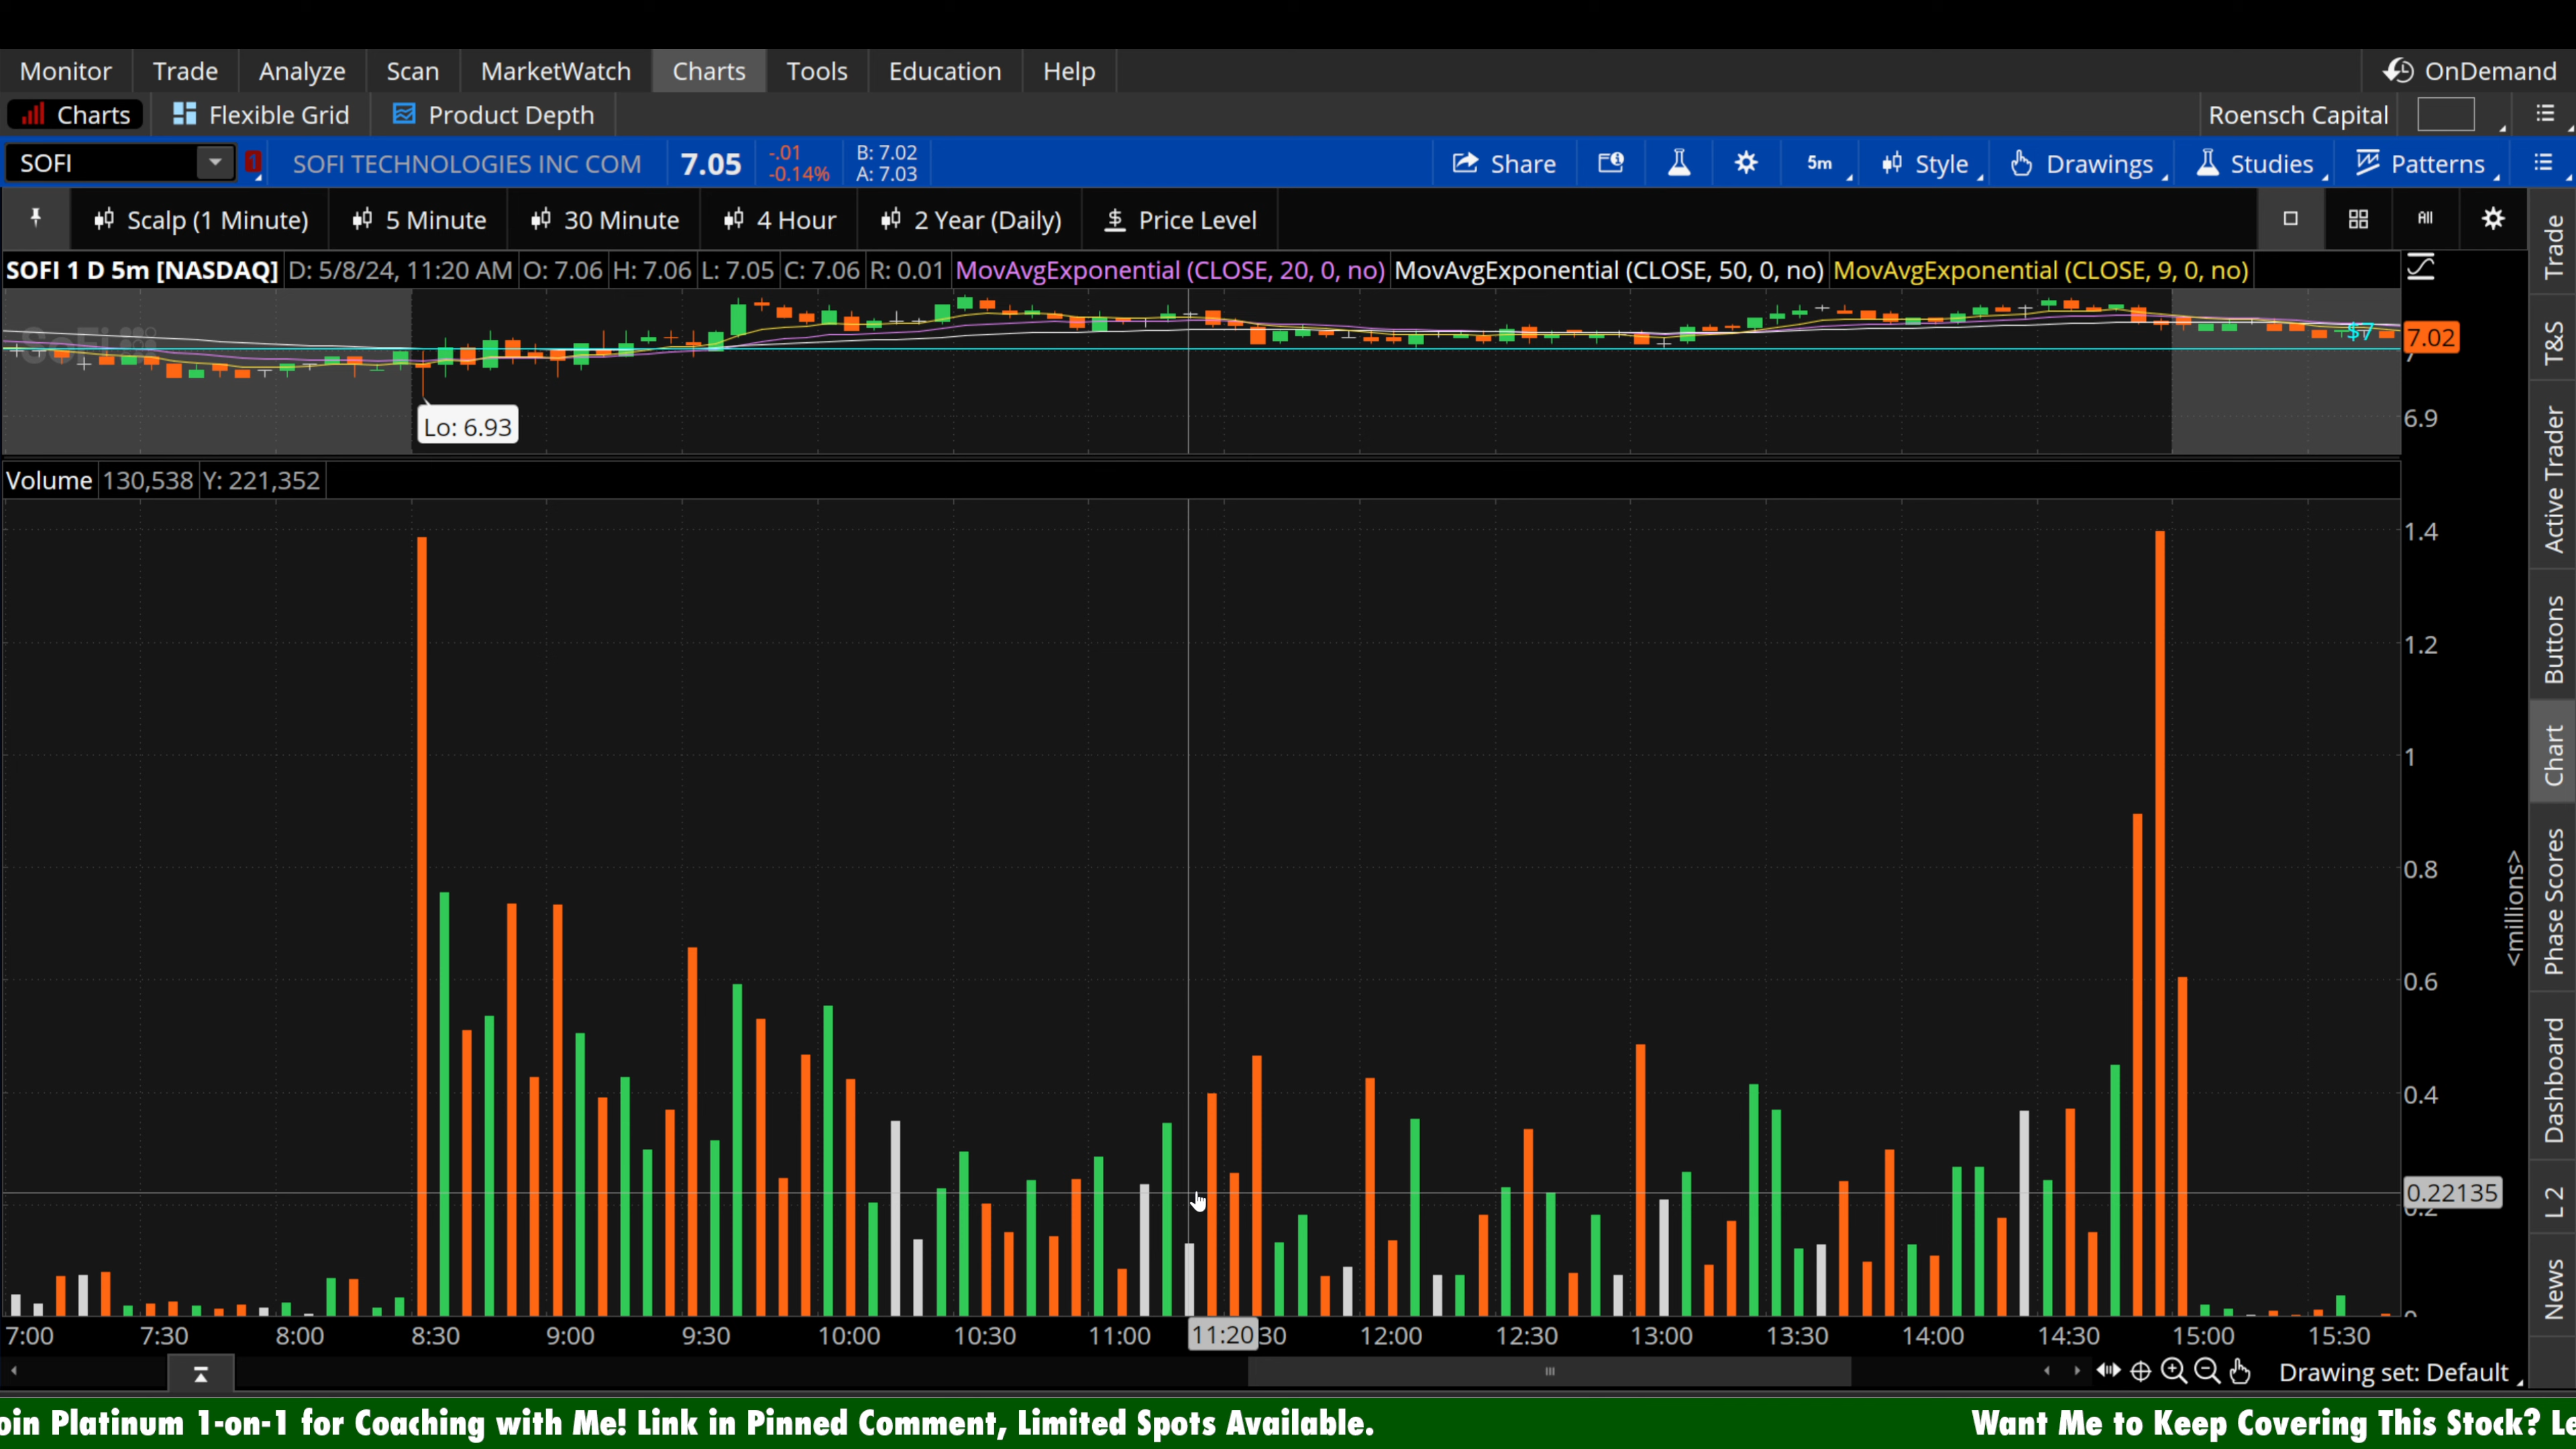 Monitor Trade Analyze Scan MarketWatch Charts Tools Education Help OnDemand
Charts Flexible Grid Product Depth Roensch Capital
SOFI 1 SOFI TECHNOLOGIES INC COM 7.05 -.01 -0.14% B: 7.02 A: 7.03 Share 5m Style Drawings Studies Patterns
Scalp (1 Minute) 5 Minute 30 Minute 4 Hour 2 Year (Daily) $ Price Level All
SOFI 1 D 5m [NASDAQ] D: 5/8/24, 11:20 AM O: 7.06 H: 7.06 L: 7.05 C: 7.06 R: 0.01 MovAvgExponential (CLOSE, 20, 0, no) MovAvgExponential (CLOSE, 50, 0, no) MovAvgExponential (CLOSE, 9, 0, no)
SoFi
$7
7.02
Lo: 6.93
6.9
Volume 130,538 Y: 221,352
1.4
1.2
1
0.8
0.6
0.4
0.22135
<millions>
7:00 7:30 8:00 8:30 9:00 9:30 10:00 10:30 11:00 11:20 30 12:00 12:30 13:00 13:30 14:00 14:30 15:00 15:30
Drawing set: Default
Trade
T&S
Active Trader
Buttons
Chart
Phase Scores
Dashboard
L 2
News
oin Platinum 1-on-1 for Coaching with Me! Link in Pinned Comment, Limited Spots Available. Want Me to Keep Covering This Stock? Le